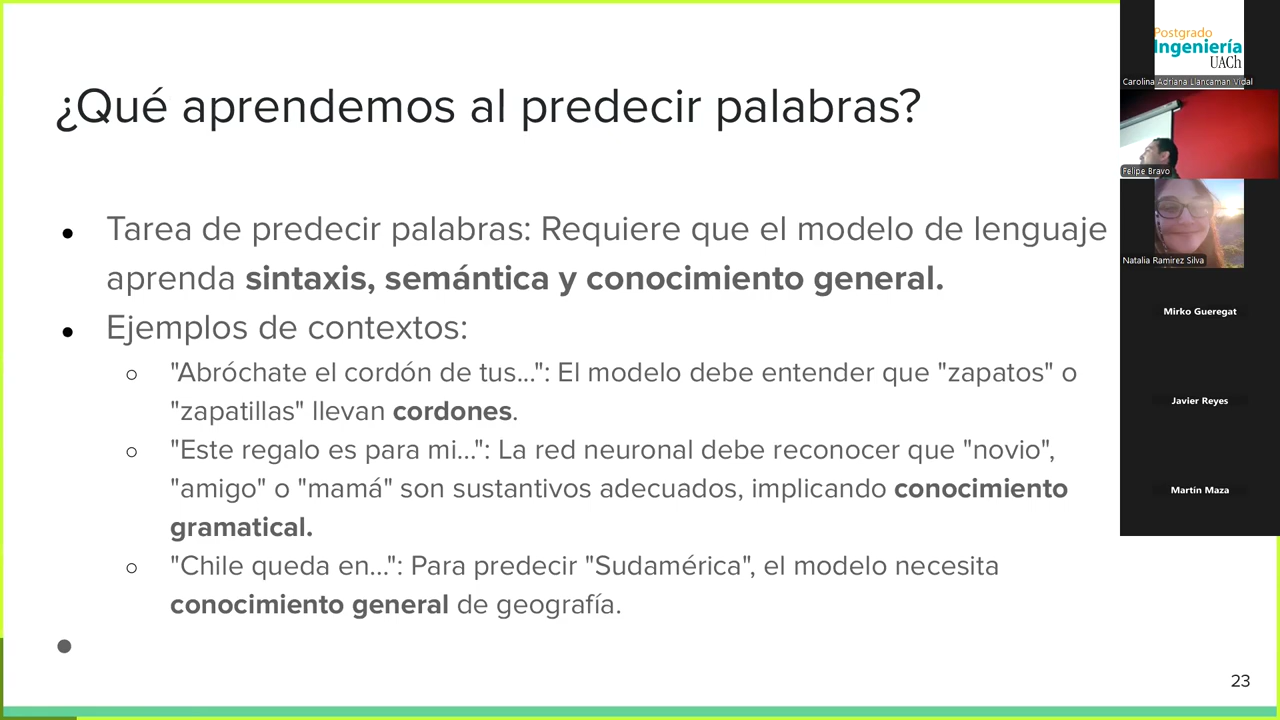 ¿Qué aprendemos al predecir palabras?
● Tarea de predecir palabras: Requiere que el modelo de lenguaje
aprenda sintaxis, semántica y conocimiento general.
● Ejemplos de contextos:
○ "Abróchate el cordón de tus...": El modelo debe entender que "zapatos" o
"zapatillas" llevan cordones.
○ "Este regalo es para mi...": La red neuronal debe reconocer que "novio",
"amigo" o "mamá" son sustantivos adecuados, implicando conocimiento
gramatical.
○ "Chile queda en...": Para predecir "Sudamérica", el modelo necesita
conocimiento general de geografía.
●
23
Postgrado
Ingeniería
UACh
Carolina Adriana Llancaman Vidal
Felipe Bravo
Natalia Ramirez Silva
Mirko Gueregat
Javier Reyes
Martín Maza